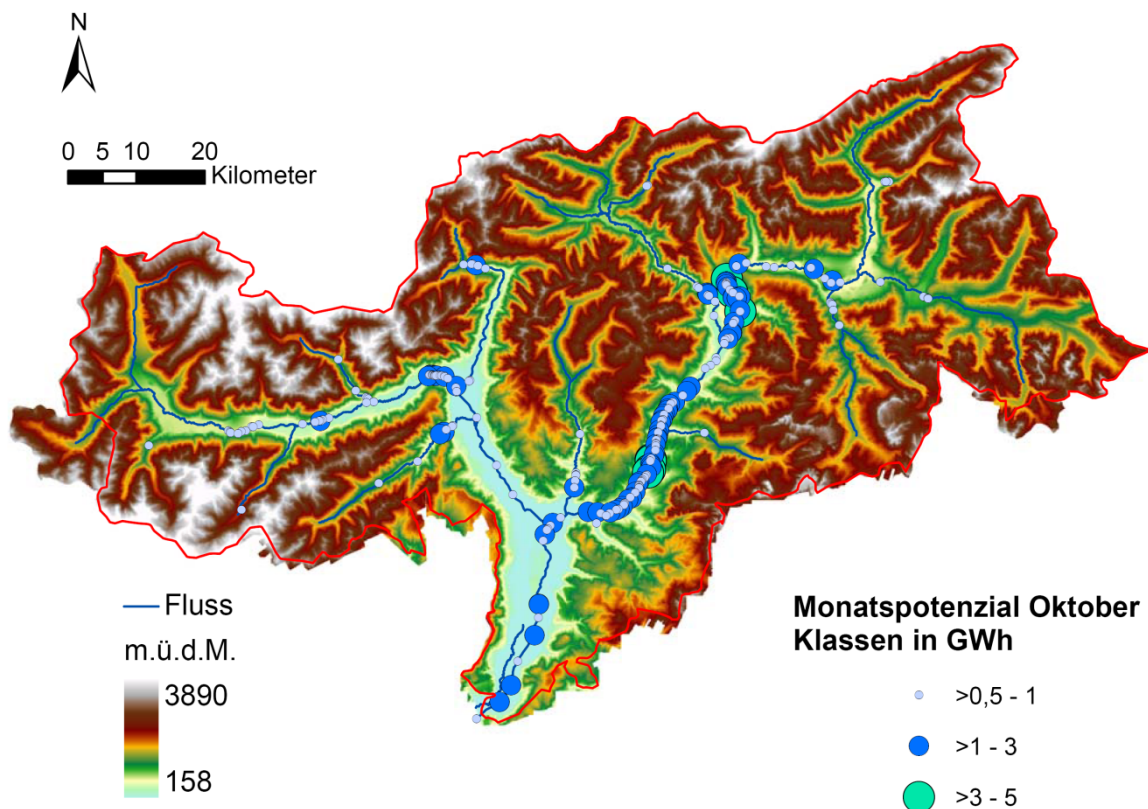 N
0 5 10 20
Kilometer
Fluss
m.ü.d.M.
3890
158
Monatspotenzial Oktober
Klassen in GWh
>0,5 - 1
>1 - 3
>3 - 5